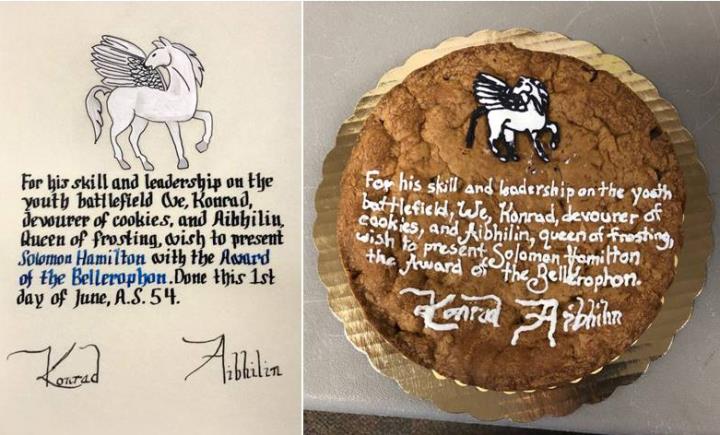 For his skill and leadership on the
youth battlefield We, Konrad,
devourer of cookies, and Aibhilin,
Queen of frosting, wish to present
Solomon Hamilton with the Award
of the Bellerophon. Done this 1st
day of June, A.S. 54.
Konrad
Aibhilin
For his skill and leadership on the youth
battlefield, We, Konrad, devourer of
cookies, and Aibhilin, queen of frosting,
wish to present Solomon Hamilton
the Award of the Bellerophon.
Konrad Aibhilin